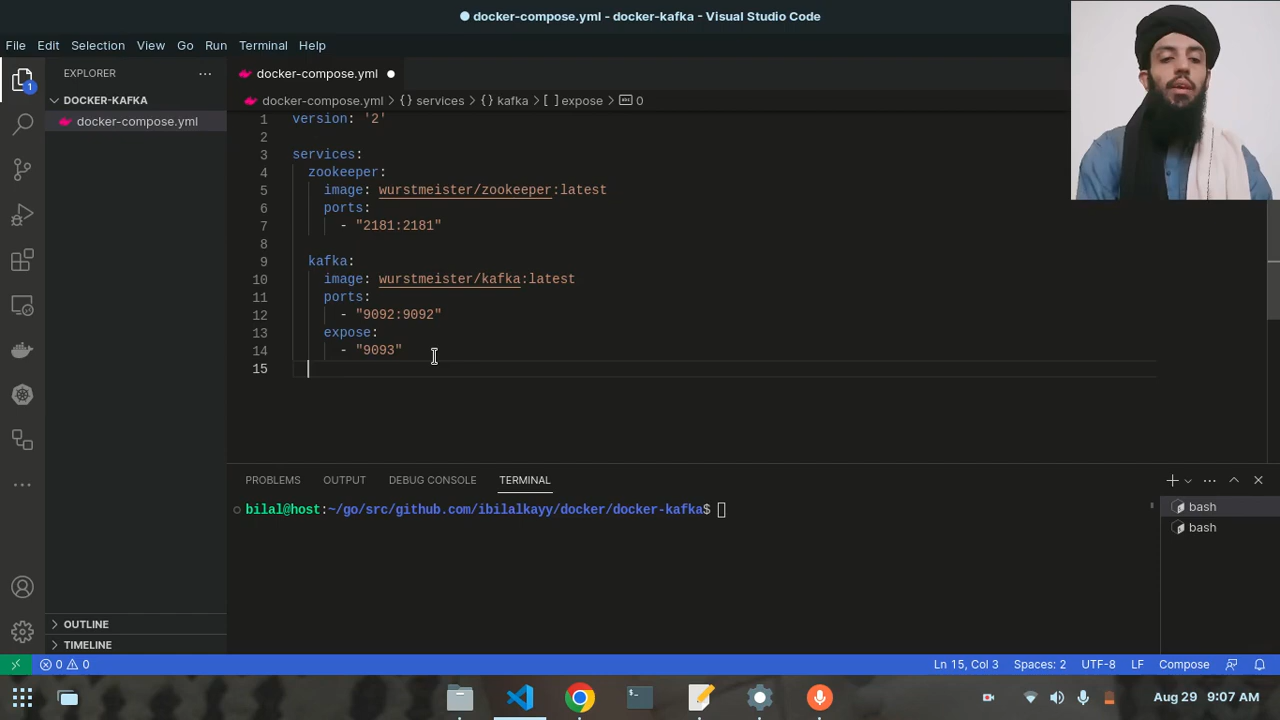 docker-compose.yml - docker-kafka - Visual Studio Code
File Edit Selection View Go Run Terminal Help
EXPLORER
docker-compose.yml
DOCKER-KAFKA
docker-compose.yml > {} services > {} kafka > [ ] expose > 0
1
docker-compose.yml
1 version: '2'
2
3 services:
4 zookeeper:
5 image: wurstmeister/zookeeper:latest
6 ports:
7 - "2181:2181"
8
9 kafka:
10 image: wurstmeister/kafka:latest
11 ports:
12 - "9092:9092"
13 expose:
14 - "9093"
15
PROBLEMS OUTPUT DEBUG CONSOLE TERMINAL
bilal@host:~/go/src/github.com/ibilalkayy/docker/docker-kafka$
bash
bash
OUTLINE
TIMELINE
0 0
Ln 15, Col 3 Spaces: 2 UTF-8 LF Compose
Aug 29 9:07 AM